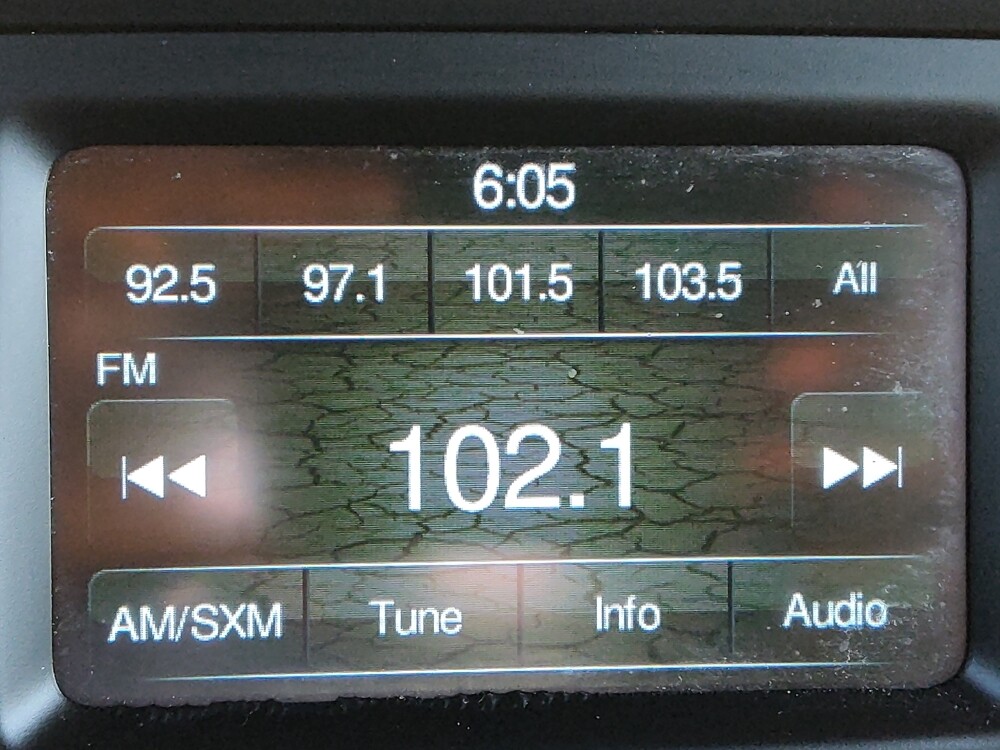 6:05
92.5 97.1 101.5 103.5 All
FM
102.1
AM/SXM Tune Info Audio